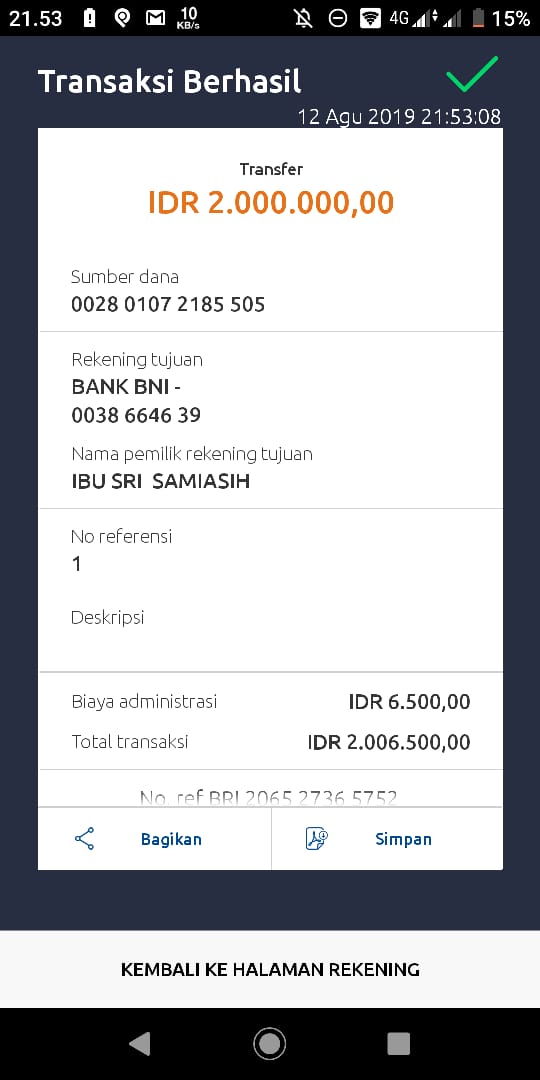 21.53 10 KB/s 4G 15%
Transaksi Berhasil
12 Agu 2019 21:53:08
Transfer
IDR 2.000.000,00
Sumber dana
0028 0107 2185 505
Rekening tujuan
BANK BNI -
0038 6646 39
Nama pemilik rekening tujuan
IBU SRI  SAMIASIH
No referensi
1
Deskripsi
Biaya administrasi IDR 6.500,00
Total transaksi IDR 2.006.500,00
No. ref BRI 2065 2736 5752
Bagikan Simpan
KEMBALI KE HALAMAN REKENING